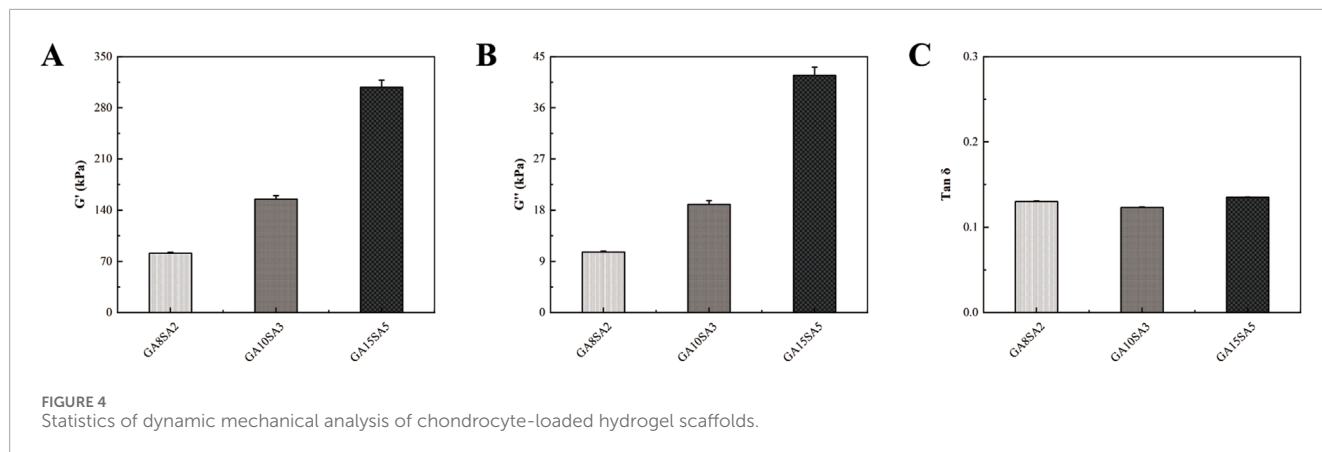 A
350
280
210
140
70
0
G' (kPa)
GA8SA2
GA10SA3
GA15SA5
B
45
36
27
18
9
0
G'' (kPa)
GA8SA2
GA10SA3
GA15SA5
C
0.3
0.2
0.1
0.0
Tan δ
GA8SA2
GA10SA3
GA15SA5
FIGURE 4
Statistics of dynamic mechanical analysis of chondrocyte-loaded hydrogel scaffolds.